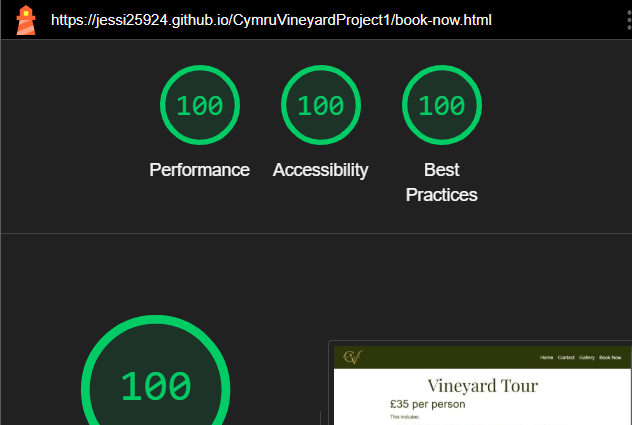 https://jessi25924.github.io/CymruVineyardProject1/book-now.html
100 100 100
Performance Accessibility Best Practices
100
CV
Home Contact Gallery Book Now
Vineyard Tour
£35 per person
This includes: